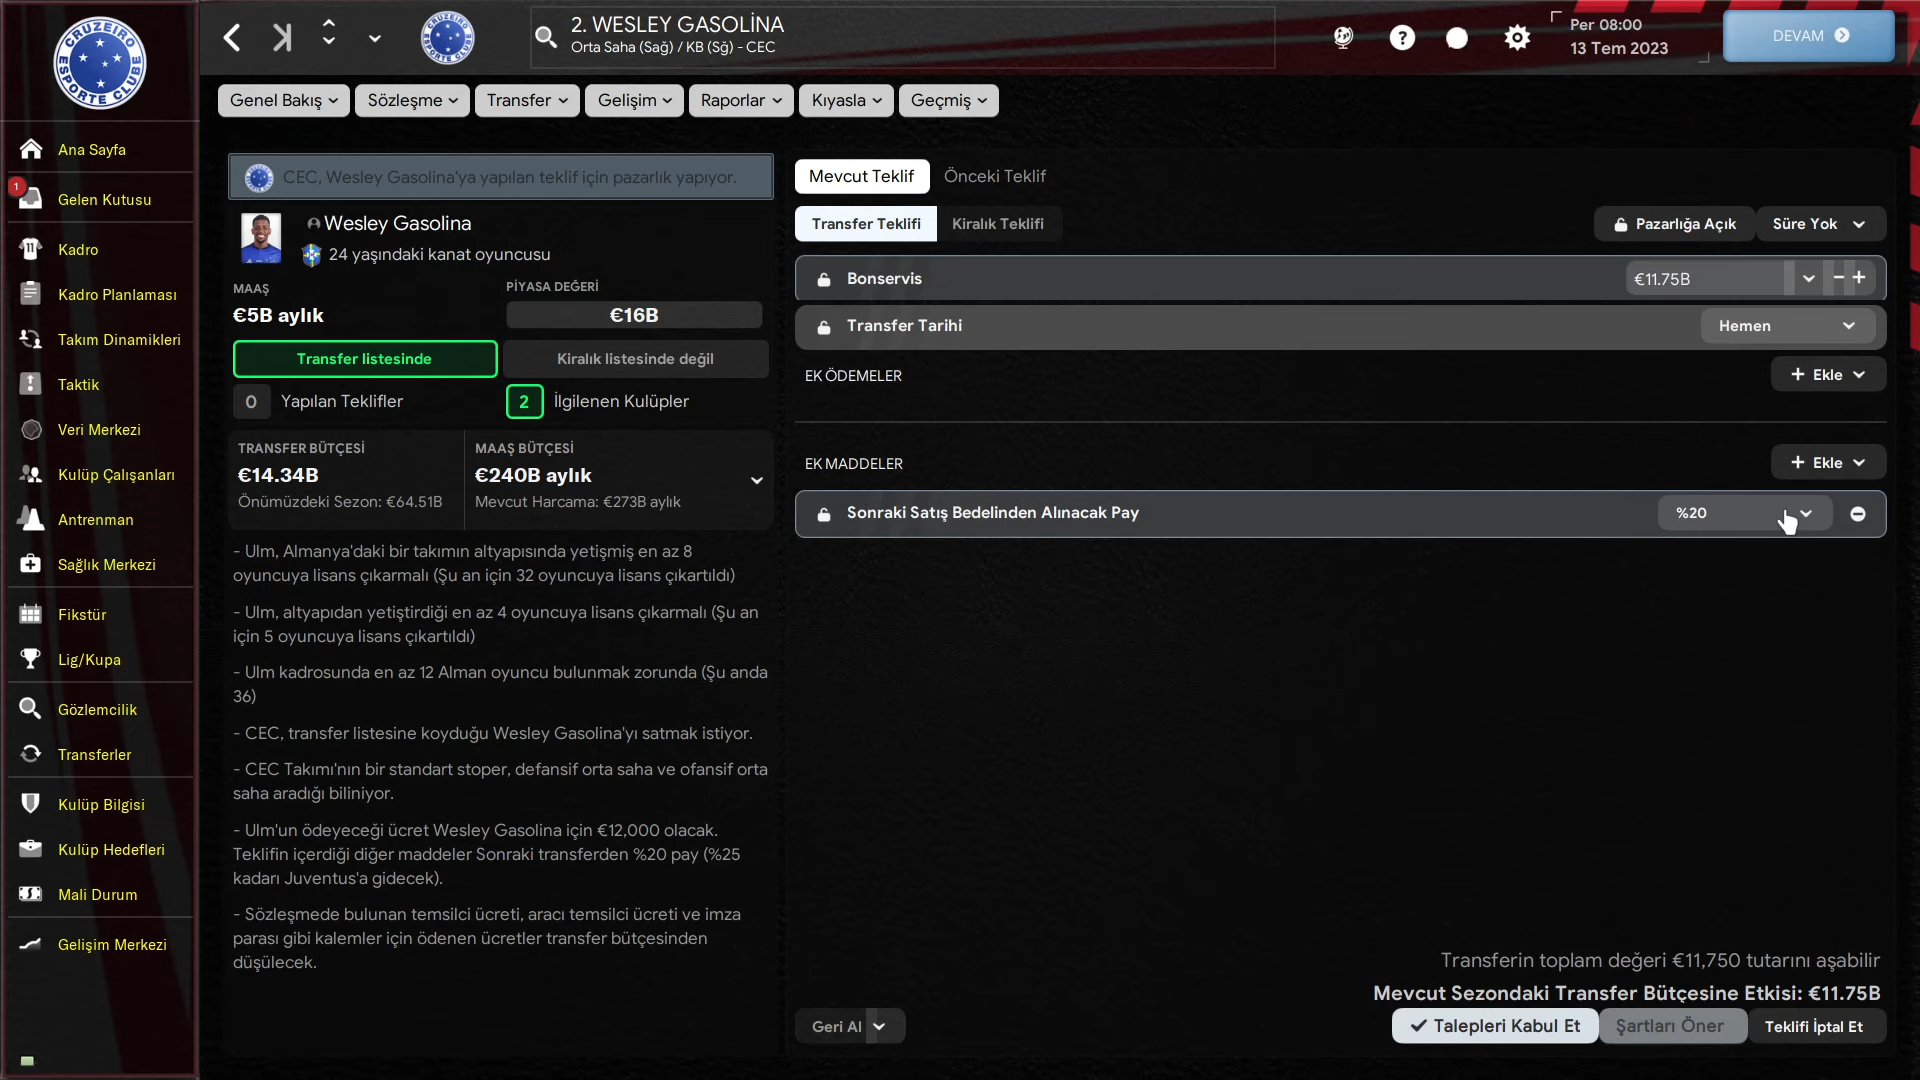 CRUZEIRO
ESPORTE CLUBE
2. WESLEY GASOLİNA
Orta Saha (Sağ) / KB (Sğ) - CEC
Per 08:00
13 Tem 2023
DEVAM
Genel Bakış
Sözleşme
Transfer
Gelişim
Raporlar
Kıyasla
Geçmiş
Ana Sayfa
1
Gelen Kutusu
Kadro
Kadro Planlaması
Takım Dinamikleri
Taktik
Veri Merkezi
Kulüp Çalışanları
Antrenman
Sağlık Merkezi
Fikstür
Lig/Kupa
Gözlemcilik
Transferler
Kulüp Bilgisi
Kulüp Hedefleri
Mali Durum
Gelişim Merkezi
CEC, Wesley Gasolina'ya yapılan teklif için pazarlık yapıyor.
Wesley Gasolina
24 yaşındaki kanat oyuncusu
MAAŞ
PİYASA DEĞERİ
€5B aylık
€16B
Transfer listesinde
Kiralık listesinde değil
0 Yapılan Teklifler
2 İlgilenen Kulüpler
TRANSFER BÜTÇESİ
MAAŞ BÜTÇESİ
€14.34B
€240B aylık
Önümüzdeki Sezon: €64.51B
Mevcut Harcama: €273B aylık
- Ulm, Almanya'daki bir takımın altyapısında yetişmiş en az 8
oyuncuya lisans çıkarmalı (Şu an için 32 oyuncuya lisans çıkartıldı)
- Ulm, altyapıdan yetiştirdiği en az 4 oyuncuya lisans çıkarmalı (Şu an
için 5 oyuncuya lisans çıkartıldı)
- Ulm kadrosunda en az 12 Alman oyuncu bulunmak zorunda (Şu anda
36)
- CEC, transfer listesine koyduğu Wesley Gasolina'yı satmak istiyor.
- CEC Takımı'nın bir standart stoper, defansif orta saha ve ofansif orta
saha aradığı biliniyor.
- Ulm'un ödeyeceği ücret Wesley Gasolina için €12,000 olacak.
Teklifin içerdiği diğer maddeler Sonraki transferden %20 pay (%25
kadarı Juventus'a gidecek).
- Sözleşmede bulunan temsilci ücreti, aracı temsilci ücreti ve imza
parası gibi kalemler için ödenen ücretler transfer bütçesinden
düşülecek.
Mevcut Teklif
Önceki Teklif
Transfer Teklifi
Kiralık Teklifi
Pazarlığa Açık
Süre Yok
Bonservis
€11.75B
Transfer Tarihi
Hemen
EK ÖDEMELER
+ Ekle
EK MADDELER
+ Ekle
Sonraki Satış Bedelinden Alınacak Pay
%20
Transferin toplam değeri €11,750 tutarını aşabilir
Mevcut Sezondaki Transfer Bütçesine Etkisi: €11.75B
Geri Al
Talepleri Kabul Et
Şartları Öner
Teklifi İptal Et